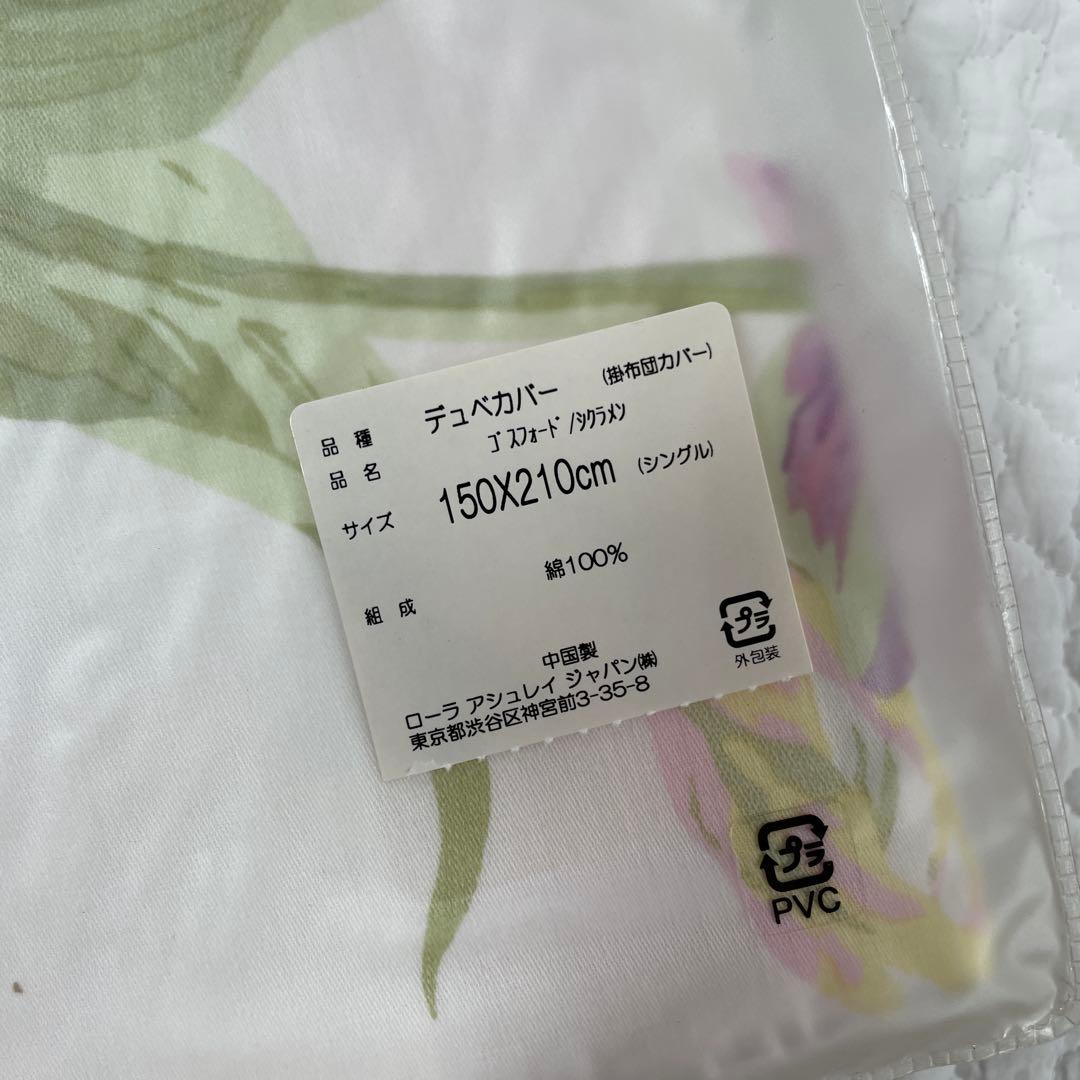 品種 デュベカバー (掛布団カバー)
品名 ゴスフォード/シクラメン
サイズ 150X210cm (シングル)
綿100%
組成
プラ
外包装
中国製
ローラ アシュレイ ジャパン㈱
東京都渋谷区神宮前3-35-8
プラ
PVC